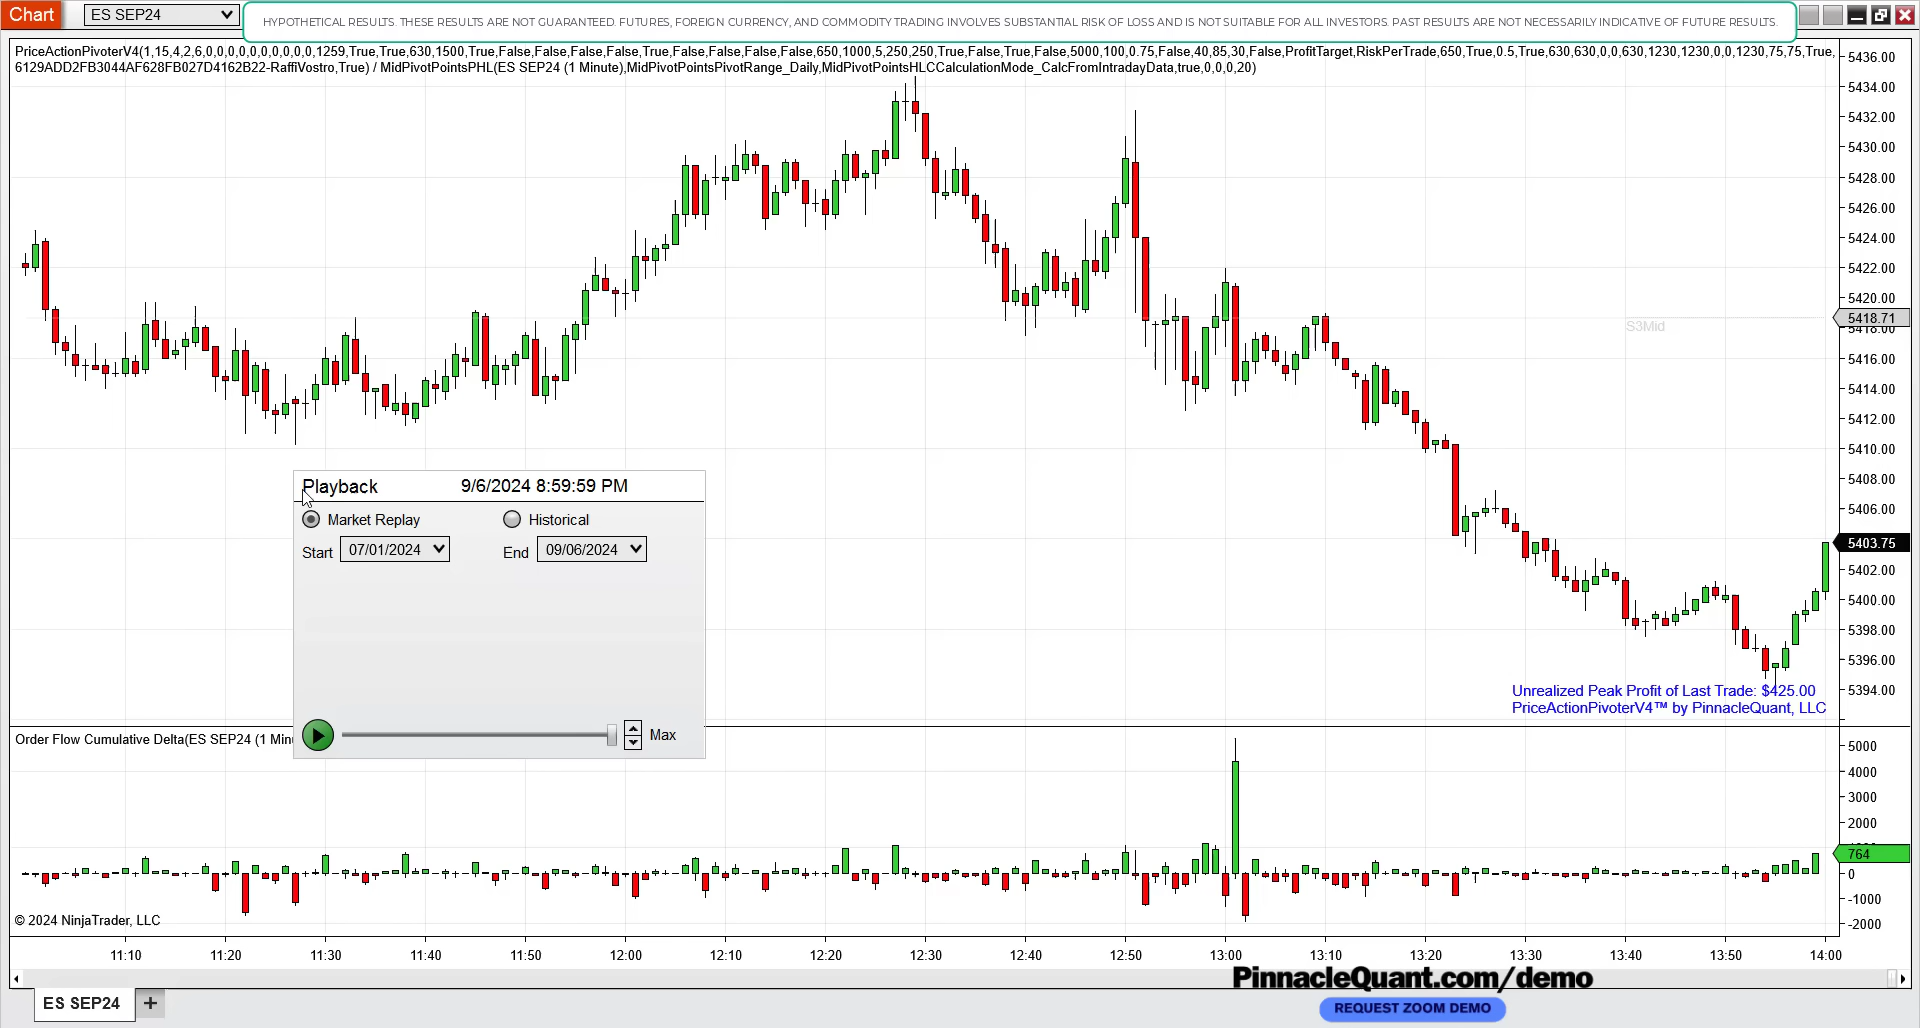 Chart
ES SEP24
HYPOTHETICAL RESULTS. THESE RESULTS ARE NOT GUARANTEED. FUTURES, FOREIGN CURRENCY, AND COMMODITY TRADING INVOLVES SUBSTANTIAL RISK OF LOSS AND IS NOT SUITABLE FOR ALL INVESTORS. PAST RESULTS ARE NOT NECESSARILY INDICATIVE OF FUTURE RESULTS.
PriceActionPivoterV4(1,15,4,2,6,0,0,0,0,0,0,0,0,0,0,1259,True,True,630,1500,True,False,False,False,False,True,False,False,False,False,650,1000,5,250,250,True,False,True,False,5000,100,0.75,False,40,85,30,False,ProfitTarget,RiskPerTrade,650,True,0.5,True,630,630,0,0,630,1230,1230,0,0,1230,75,75,True,
6129ADD2FB3044AF628FB027D4162B22-RaffiVostro,True) / MidPivotPointsPHL(ES SEP24 (1 Minute),MidPivotPointsPivotRange_Daily,MidPivotPointsHLCCalculationMode_CalcFromIntradayData,true,0,0,0,20)
5436.00
5434.00
5432.00
5430.00
5428.00
5426.00
5424.00
5422.00
5420.00
5418.71
S3Mid
5418.00
5416.00
5414.00
5412.00
5410.00
5408.00
5406.00
5403.75
5402.00
5400.00
5398.00
5396.00
5394.00
Playback 9/6/2024 8:59:59 PM
Market Replay Historical
Start 07/01/2024 End 09/06/2024
Max
Unrealized Peak Profit of Last Trade: $425.00
PriceActionPivoterV4™ by PinnacleQuant, LLC
Order Flow Cumulative Delta(ES SEP24 (1 Minu
5000
4000
3000
2000
764
0
-1000
-2000
© 2024 NinjaTrader, LLC
11:10 11:20 11:30 11:40 11:50 12:00 12:10 12:20 12:30 12:40 12:50 13:00 13:10 13:20 13:30 13:40 13:50 14:00
PinnacleQuant.com/demo
ES SEP24 +
REQUEST ZOOM DEMO